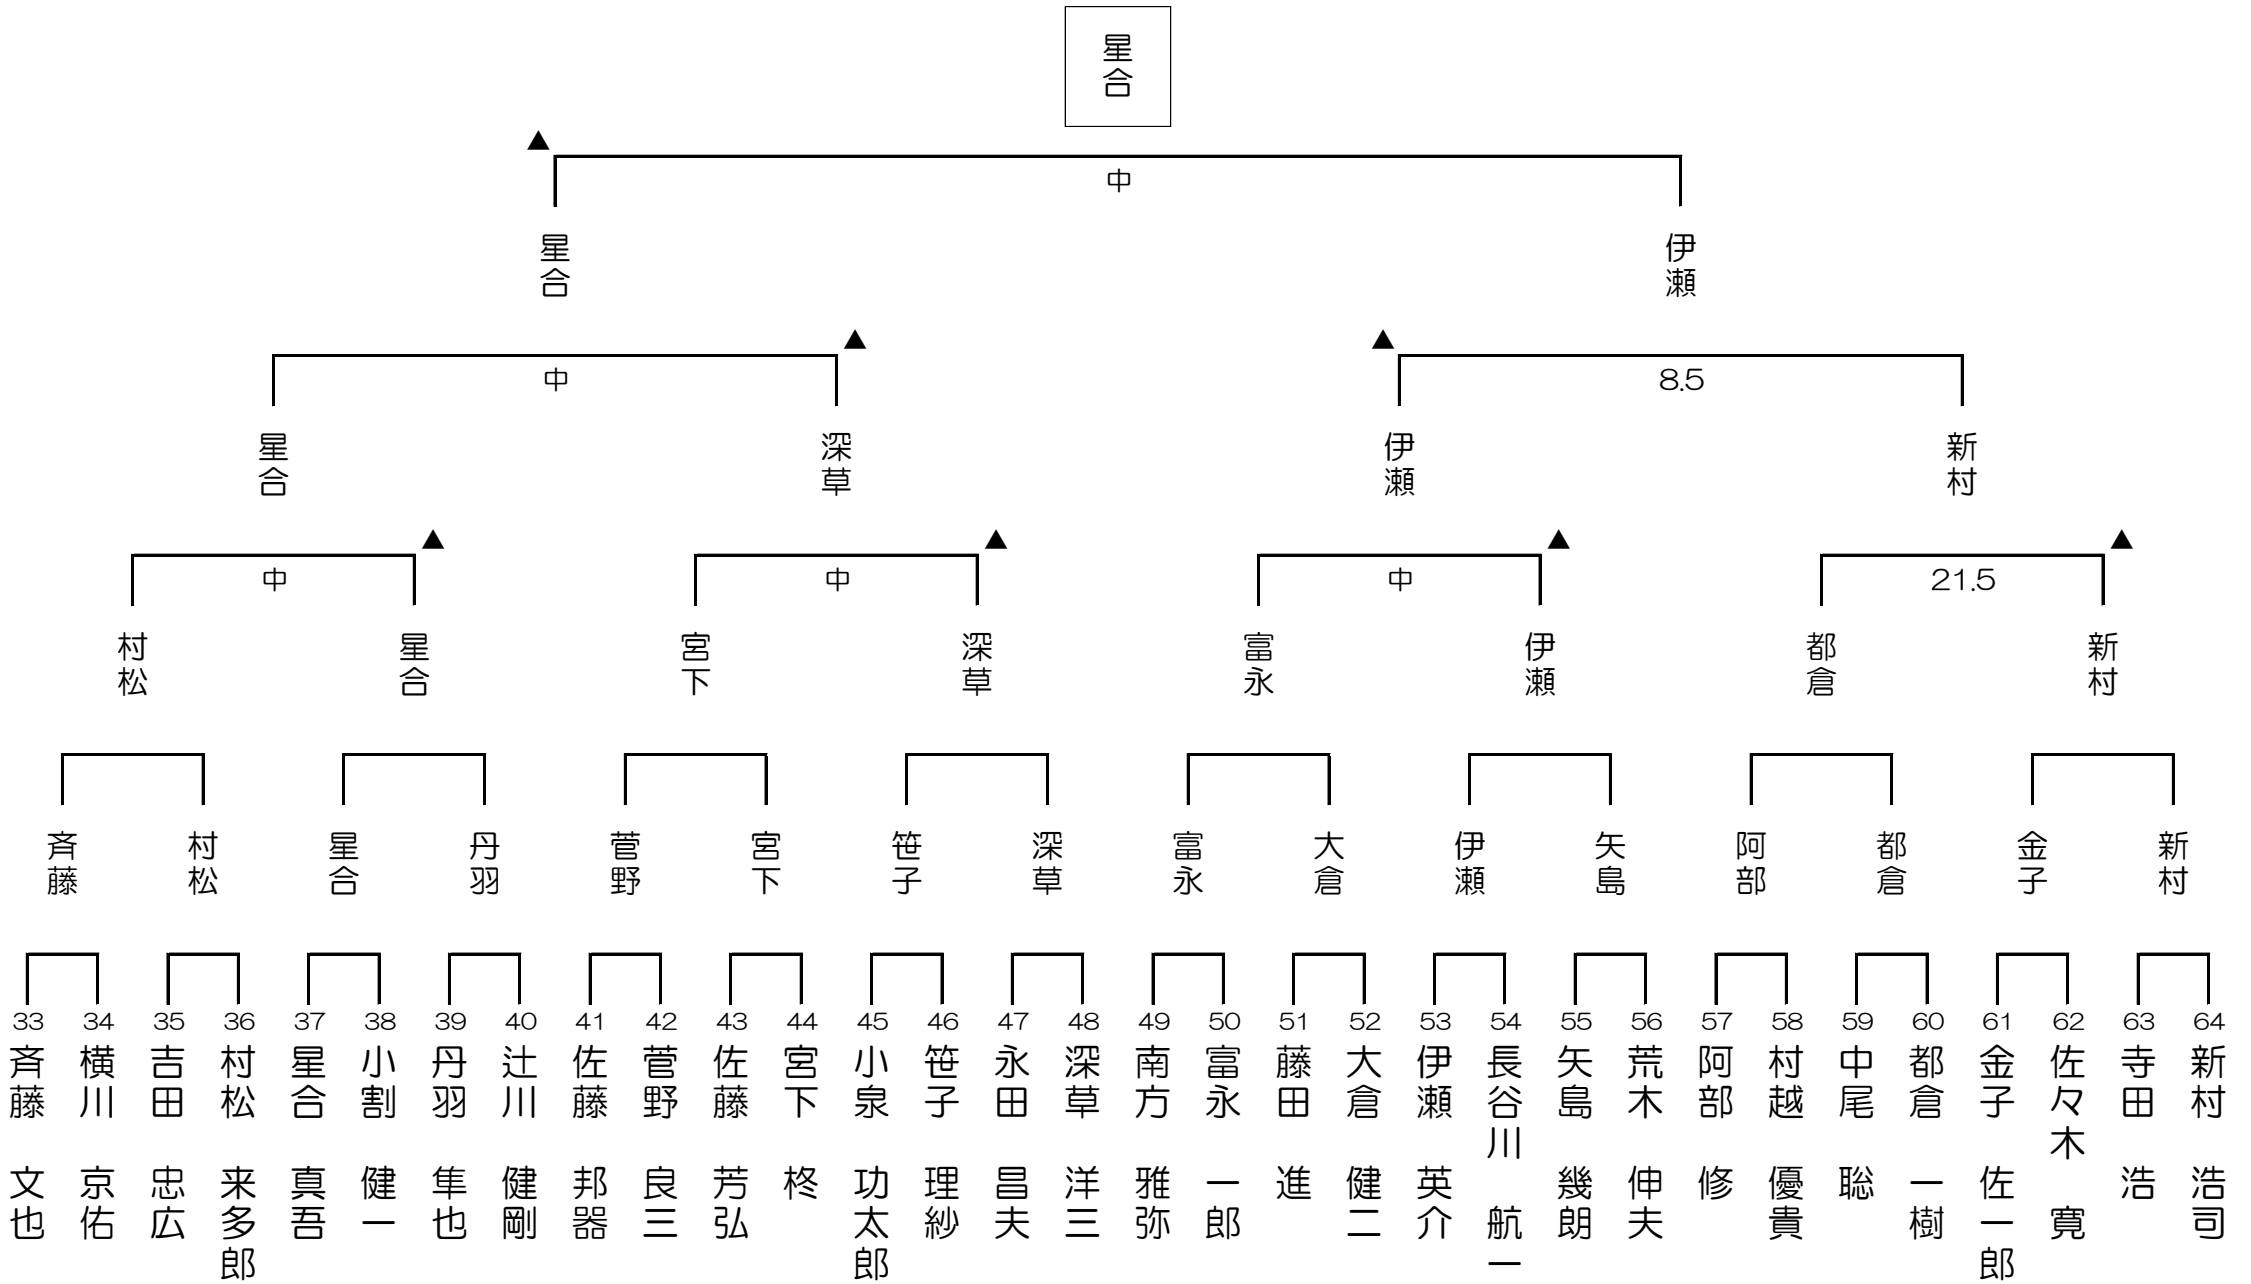 星合
▲
中
星合
伊瀬
▲
▲
中
8.5
星合
深草
伊瀬
新村
▲
▲
▲
▲
中
中
中
21.5
村松
星合
宮下
深草
富永
伊瀬
都倉
新村
斉藤
村松
星合
丹羽
菅野
宮下
笹子
深草
富永
大倉
伊瀬
矢島
阿部
都倉
金子
新村
33 斉藤 文也
34 横川 京佑
35 吉田 忠広
36 村松 来多郎
37 星合 真吾
38 小割 健一
39 丹羽 隼也
40 辻川 健剛
41 佐藤 邦器
42 菅野 良三
43 佐藤 芳弘
44 宮下 柊
45 小泉 功太郎
46 笹子 理紗
47 永田 昌夫
48 深草 洋三
49 南方 雅弥
50 富永 一郎
51 藤田 進
52 大倉 健二
53 伊瀬 英介
54 長谷川 航一
55 矢島 幾朗
56 荒木 伸夫
57 阿部 修
58 村越 優貴
59 中尾 聡
60 都倉 一樹
61 金子 佐一郎
62 佐々木 寛
63 寺田 浩
64 新村 浩司